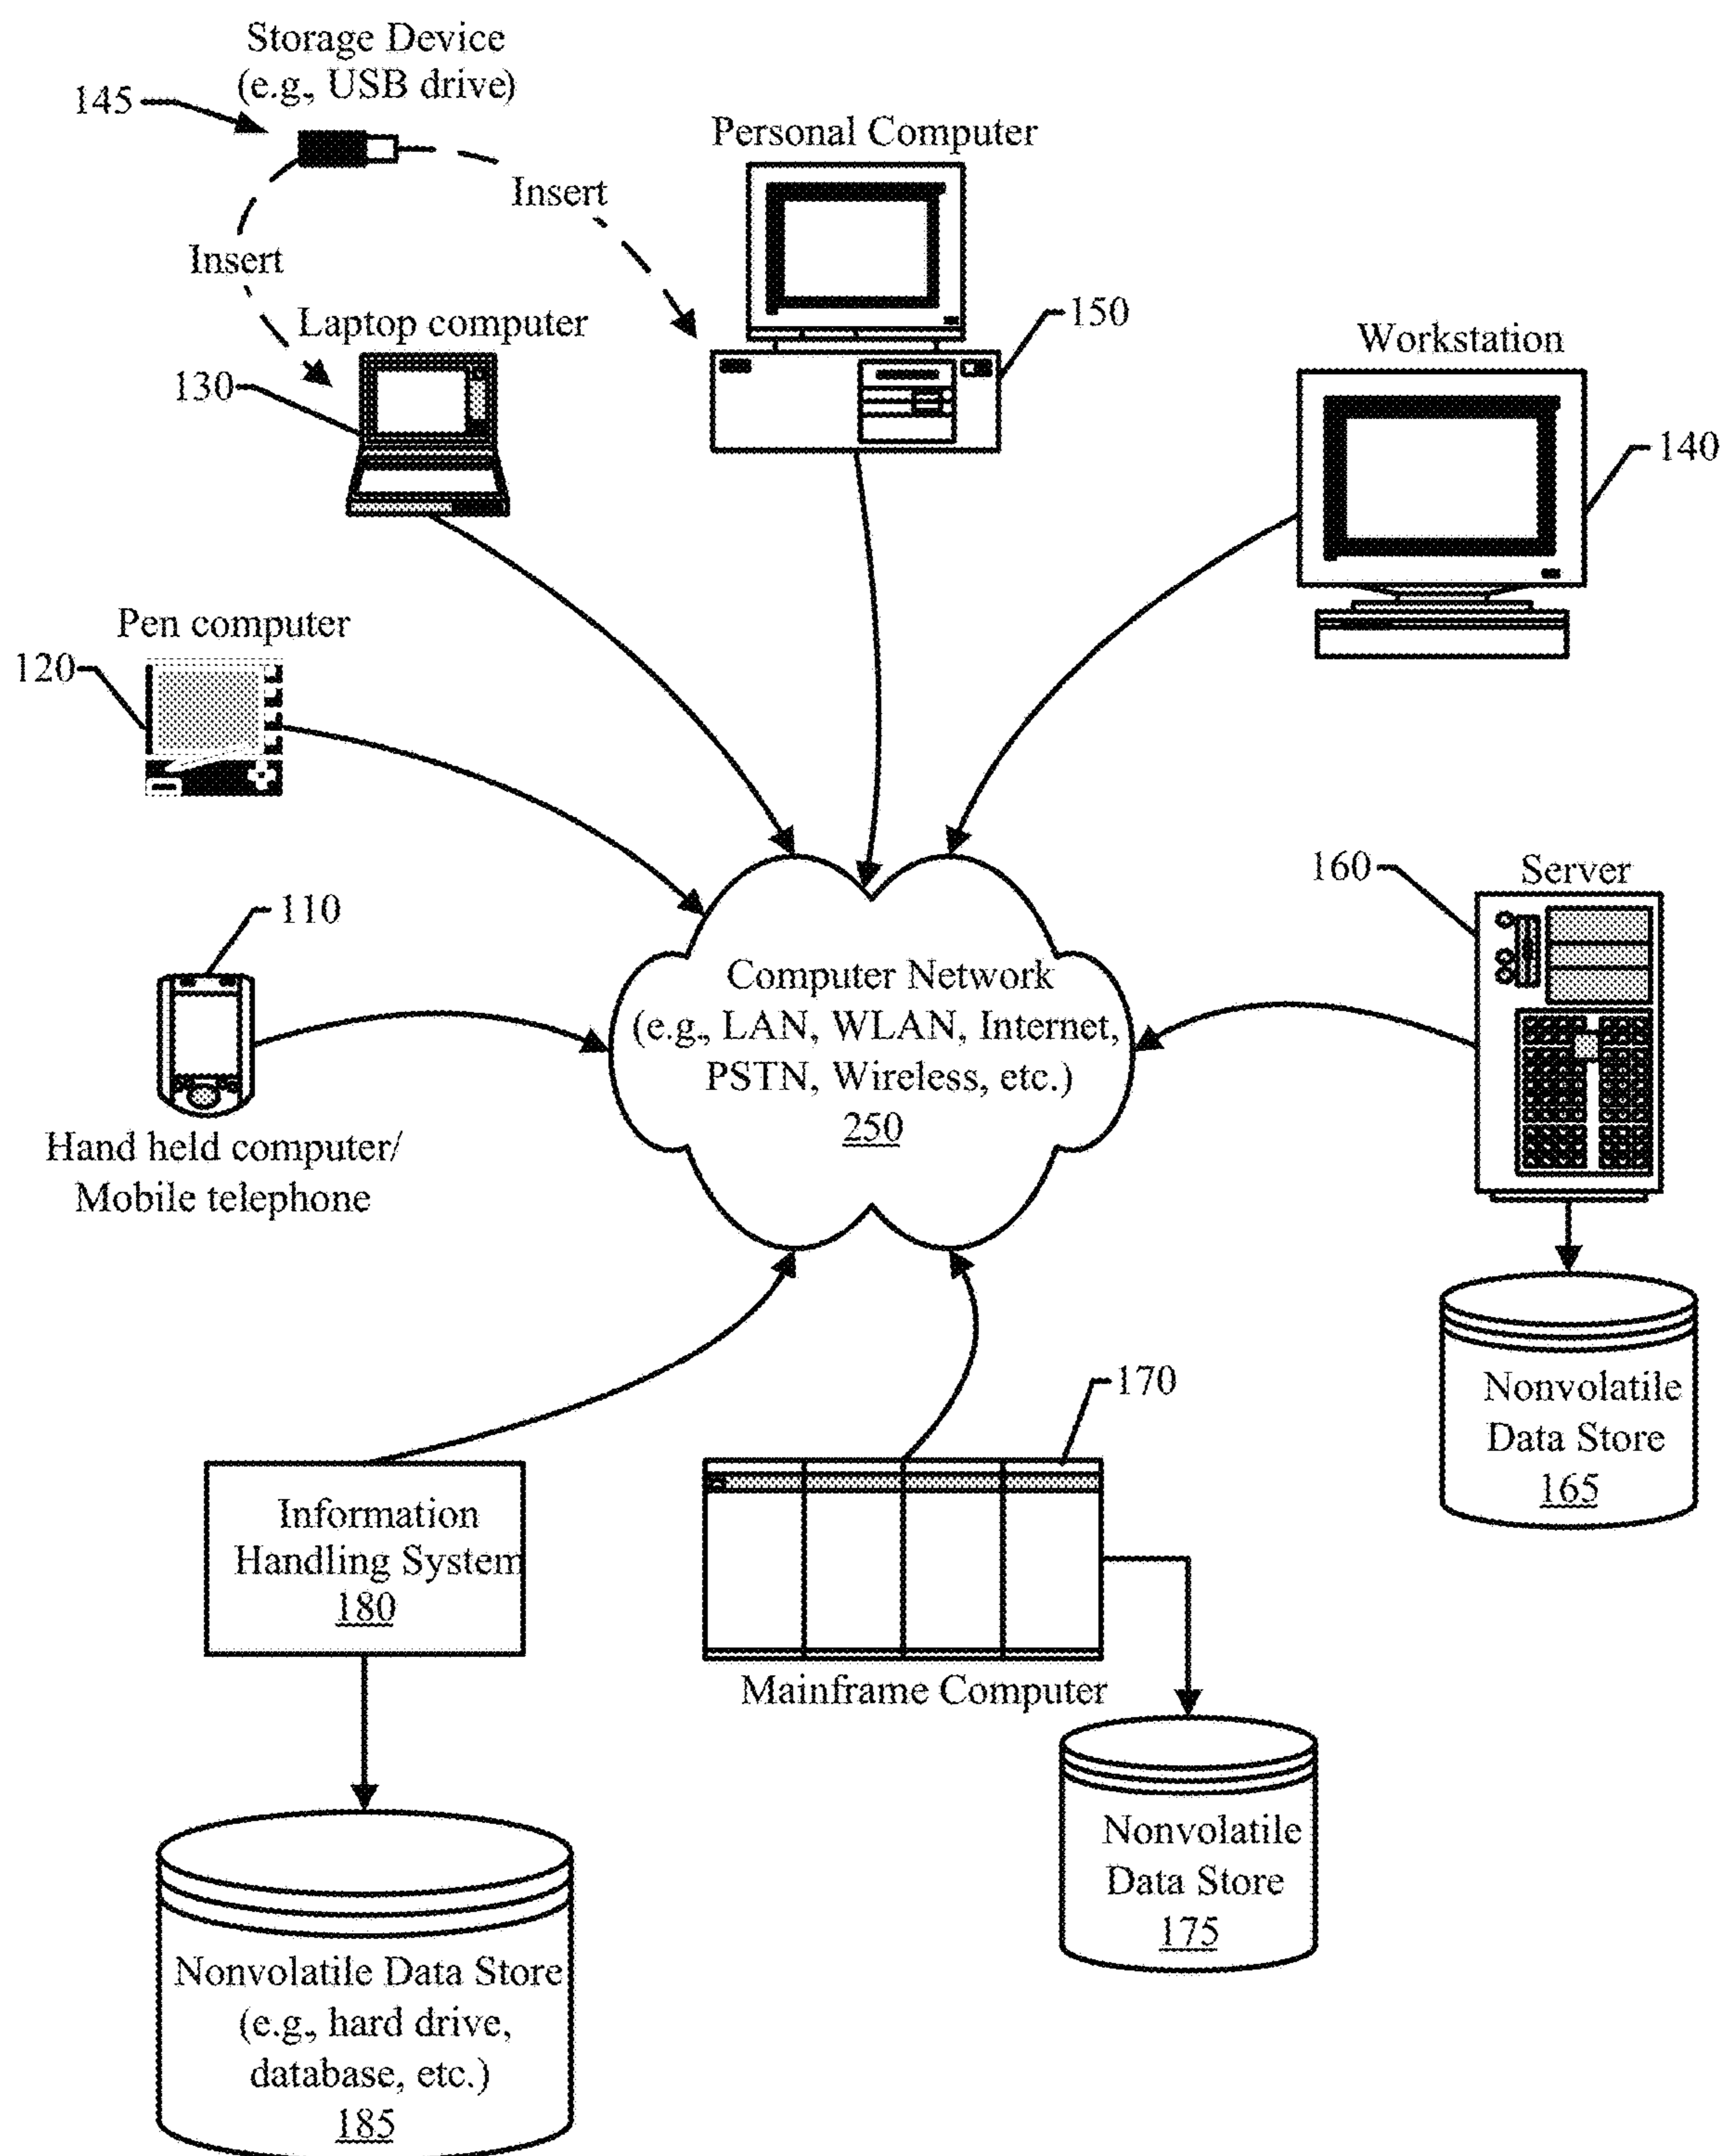 Storage Device
(e.g., USB drive)
145
Insert
Insert
Personal Computer
150
Laptop computer
130
Workstation
140
Pen computer
120
110
Hand held computer/
Mobile telephone
Computer Network
(e.g., LAN, WLAN, Internet,
PSTN, Wireless, etc.)
250
160
Server
Nonvolatile
Data Store
165
170
Mainframe Computer
Nonvolatile
Data Store
175
Information
Handling System
180
Nonvolatile Data Store
(e.g., hard drive,
database, etc.)
185